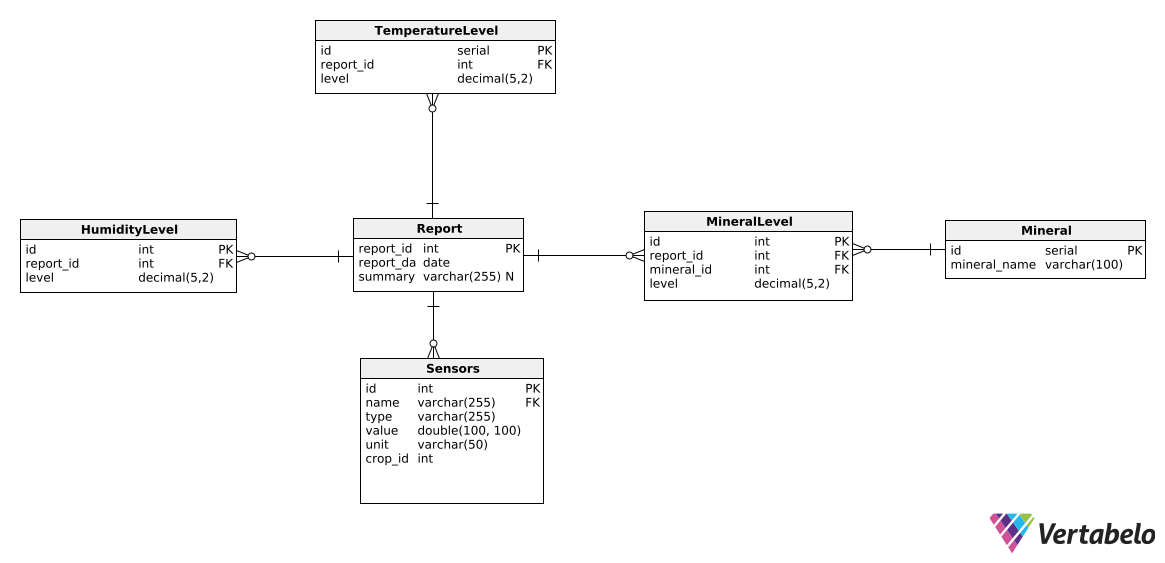 TemperatureLevel
id serial PK
report_id int FK
level decimal(5,2)
HumidityLevel
id int PK
report_id int FK
level decimal(5,2)
Report
report_id int PK
report_da date
summary varchar(255) N
MineralLevel
id int PK
report_id int FK
mineral_id int FK
level decimal(5,2)
Mineral
id serial PK
mineral_name varchar(100)
Sensors
id int PK
name varchar(255) FK
type varchar(255)
value double(100, 100)
unit varchar(50)
crop_id int
Vertabelo